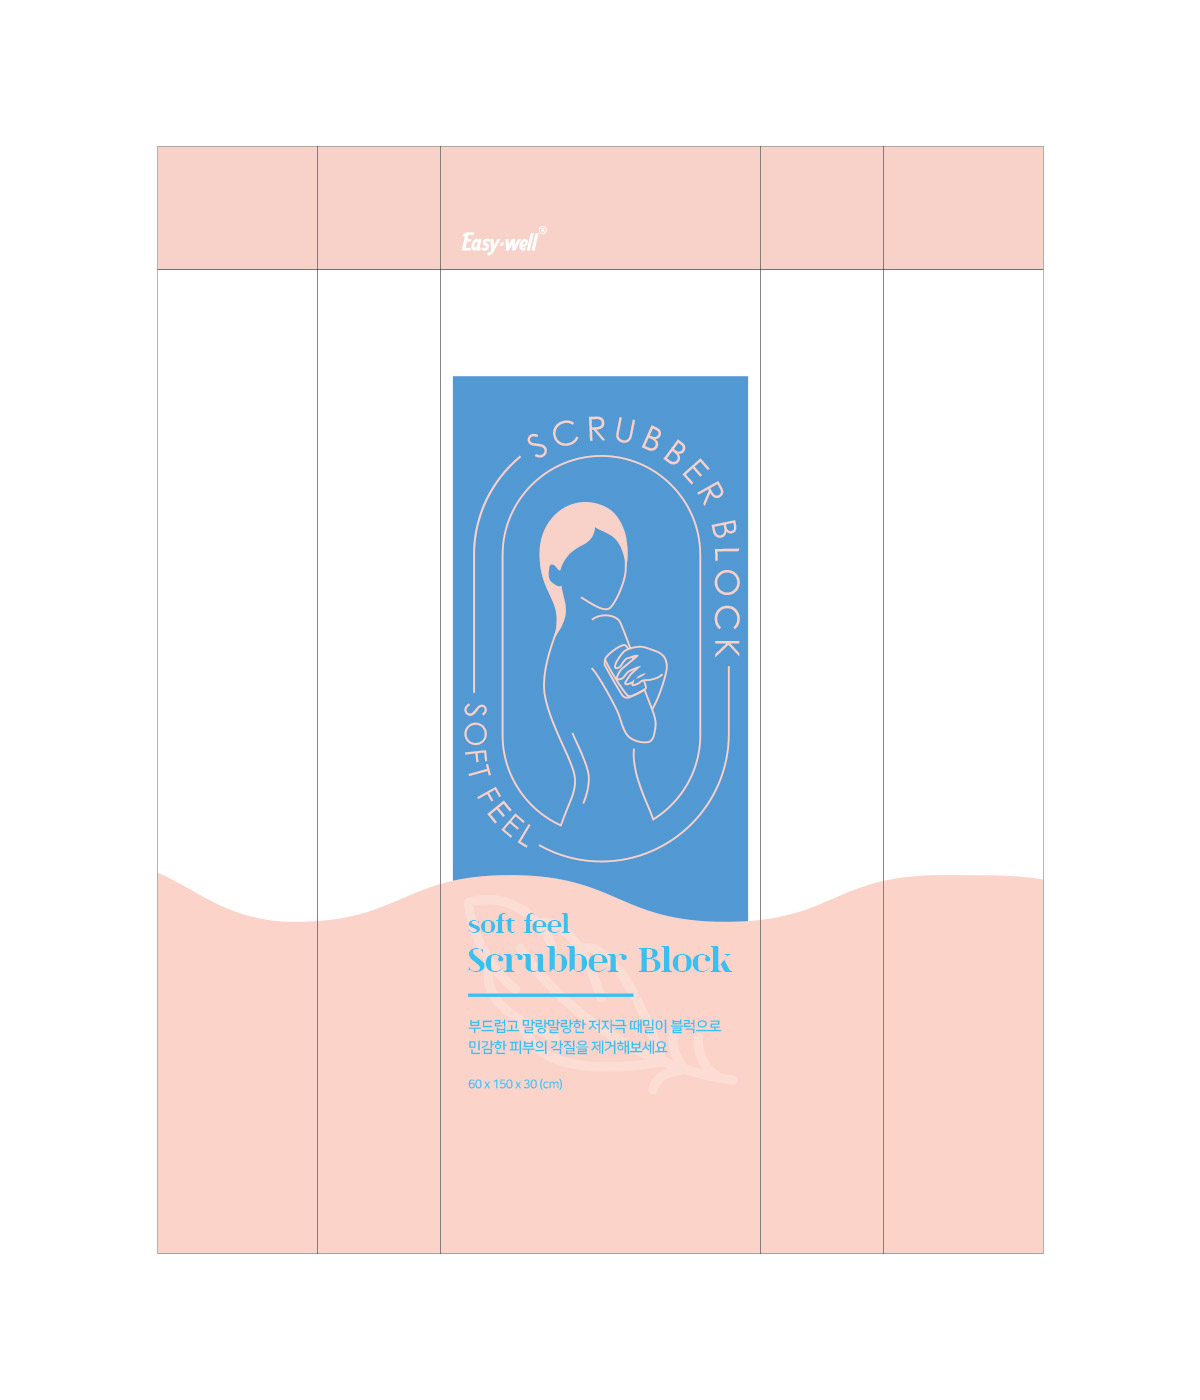 Easy·well®
SCRUBBER BLOCK
SOFT FEEL
soft feel
Scrubber Block
부드럽고 말랑말랑한 저자극 때밀이 블럭으로
민감한 피부의 각질을 제거해보세요
60 x 150 x 30 (cm)